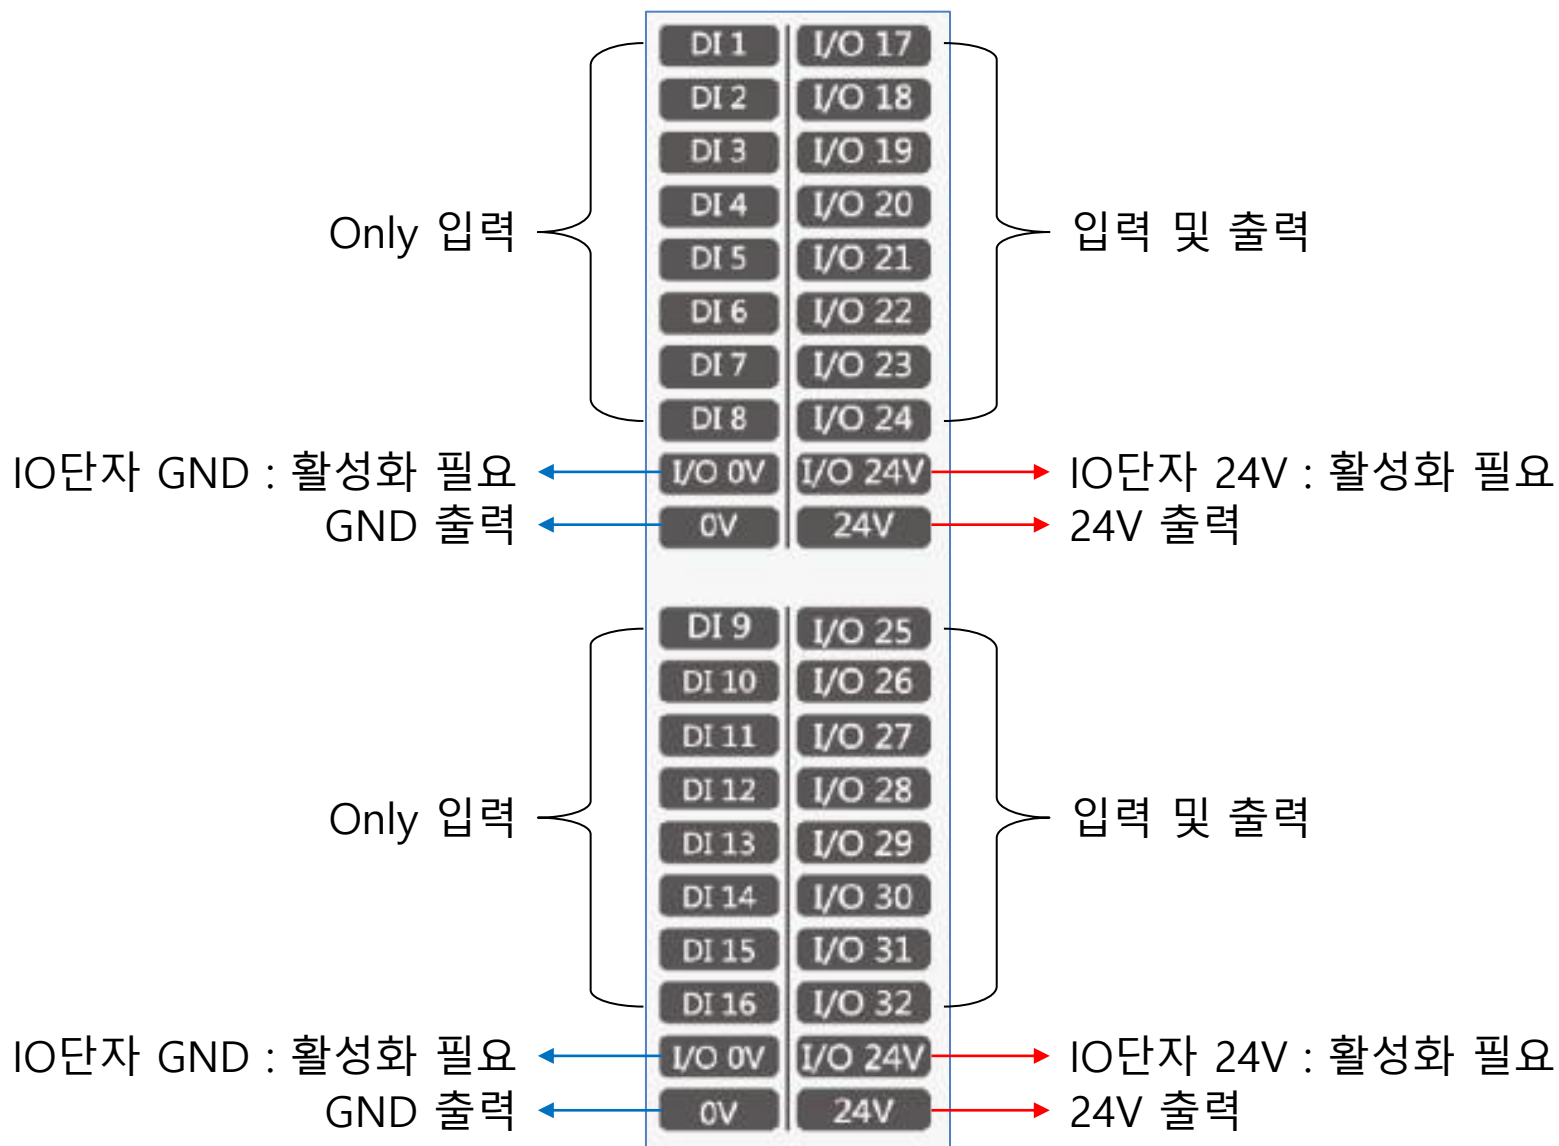 DI 1 I/O 17
DI 2 I/O 18
DI 3 I/O 19
DI 4 I/O 20
Only 입력 입력 및 출력
DI 5 I/O 21
DI 6 I/O 22
DI 7 I/O 23
DI 8 I/O 24
IO단자 GND : 활성화 필요 I/O 0V I/O 24V IO단자 24V : 활성화 필요
GND 출력 0V 24V 24V 출력
DI 9 I/O 25
DI 10 I/O 26
DI 11 I/O 27
DI 12 I/O 28
Only 입력 입력 및 출력
DI 13 I/O 29
DI 14 I/O 30
DI 15 I/O 31
DI 16 I/O 32
IO단자 GND : 활성화 필요 I/O 0V I/O 24V IO단자 24V : 활성화 필요
GND 출력 0V 24V 24V 출력